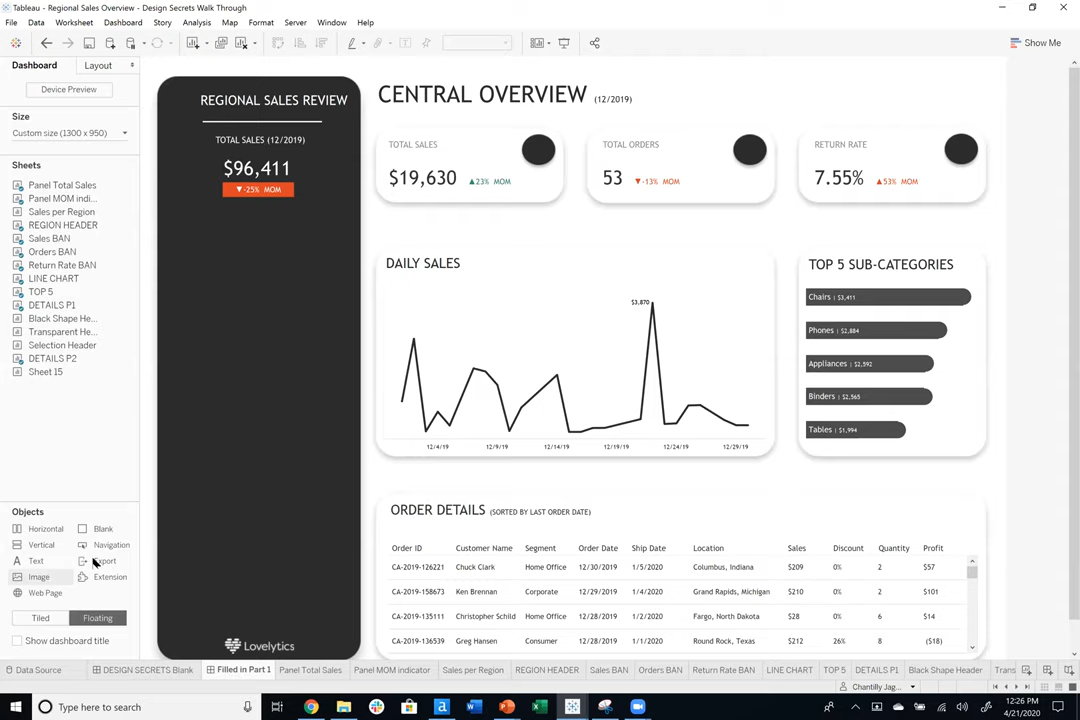 Tableau - Regional Sales Overview - Design Secrets Walk Through
File Data Worksheet Dashboard Story Analysis Map Format Server Window Help
Show Me
Dashboard Layout
Device Preview
Size
Custom size (1300 x 950)
Sheets
Panel Total Sales
Panel MOM indi...
Sales per Region
REGION HEADER
Sales BAN
Orders BAN
Return Rate BAN
LINE CHART
TOP 5
DETAILS P1
Black Shape He...
Transparent He...
Selection Header
DETAILS P2
Sheet 15
Objects
Horizontal Blank
Vertical Navigation
Text Export
Image Extension
Web Page
Tiled Floating
Show dashboard title
REGIONAL SALES REVIEW
TOTAL SALES (12/2019)
$96,411
▼-25% MOM
Lovelytics
CENTRAL OVERVIEW (12/2019)
TOTAL SALES
$19,630 ▲23% MOM
TOTAL ORDERS
53 ▼-13% MOM
RETURN RATE
7.55% ▲53% MOM
DAILY SALES
$3,870
12/4/19 12/9/19 12/14/19 12/19/19 12/24/19 12/29/19
TOP 5 SUB-CATEGORIES
Chairs | $3,411
Phones | $2,884
Appliances | $2,592
Binders | $2,565
Tables | $1,994
ORDER DETAILS (SORTED BY LAST ORDER DATE)
Order ID Customer Name Segment Order Date Ship Date Location Sales Discount Quantity Profit
CA-2019-126221 Chuck Clark Home Office 12/30/2019 1/5/2020 Columbus, Indiana $209 0% 2 $57
CA-2019-158673 Ken Brennan Corporate 12/29/2019 1/4/2020 Grand Rapids, Michigan $210 0% 2 $101
CA-2019-135111 Christopher Schild Home Office 12/28/2019 1/2/2020 Fargo, North Dakota $28 0% 6 $14
CA-2019-136539 Greg Hansen Consumer 12/28/2019 1/1/2020 Round Rock, Texas $212 26% 8 ($18)
Data Source DESIGN SECRETS Blank Filled in Part 1 Panel Total Sales Panel MOM indicator Sales per Region REGION HEADER Sales BAN Orders BAN Return Rate BAN LINE CHART TOP 5 DETAILS P1 Black Shape Header Trans
Chantilly Jag...
Type here to search
12:26 PM
4/21/2020